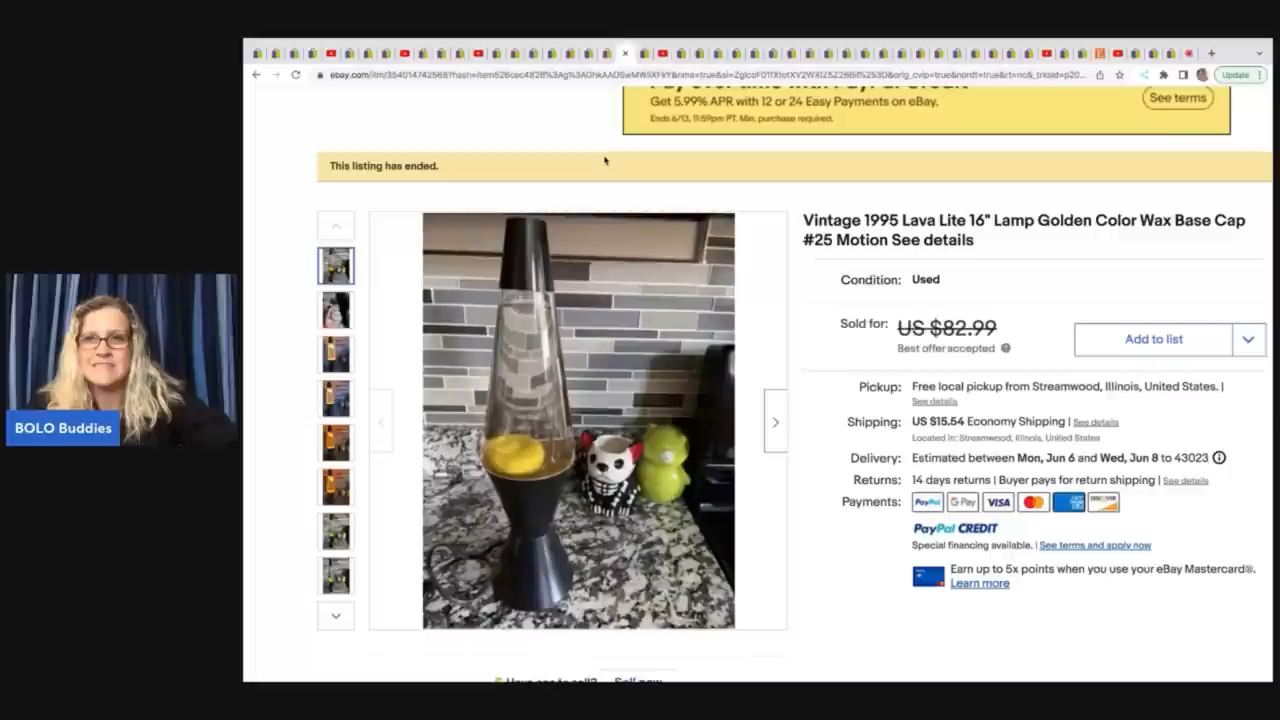 Update
Get 5.99% APR with 12 or 24 Easy Payments on eBay.
See terms
Ends 6/13, 11:59pm PT. Min. purchase required.
This listing has ended.
Vintage 1995 Lava Lite 16" Lamp Golden Color Wax Base Cap
#25 Motion See details
Condition: Used
Sold for: US $82.99
Best offer accepted
Add to list
Pickup: Free local pickup from Streamwood, Illinois, United States. |
See details
Shipping: US $15.54 Economy Shipping | See details
Located in: Streamwood, Illinois, United States
Delivery: Estimated between Mon, Jun 6 and Wed, Jun 8 to 43023
Returns: 14 days returns | Buyer pays for return shipping | See details
Payments: PayPal G Pay VISA
PayPal CREDIT
Special financing available. | See terms and apply now
Earn up to 5x points when you use your eBay Mastercard®.
Learn more
BOLO Buddies